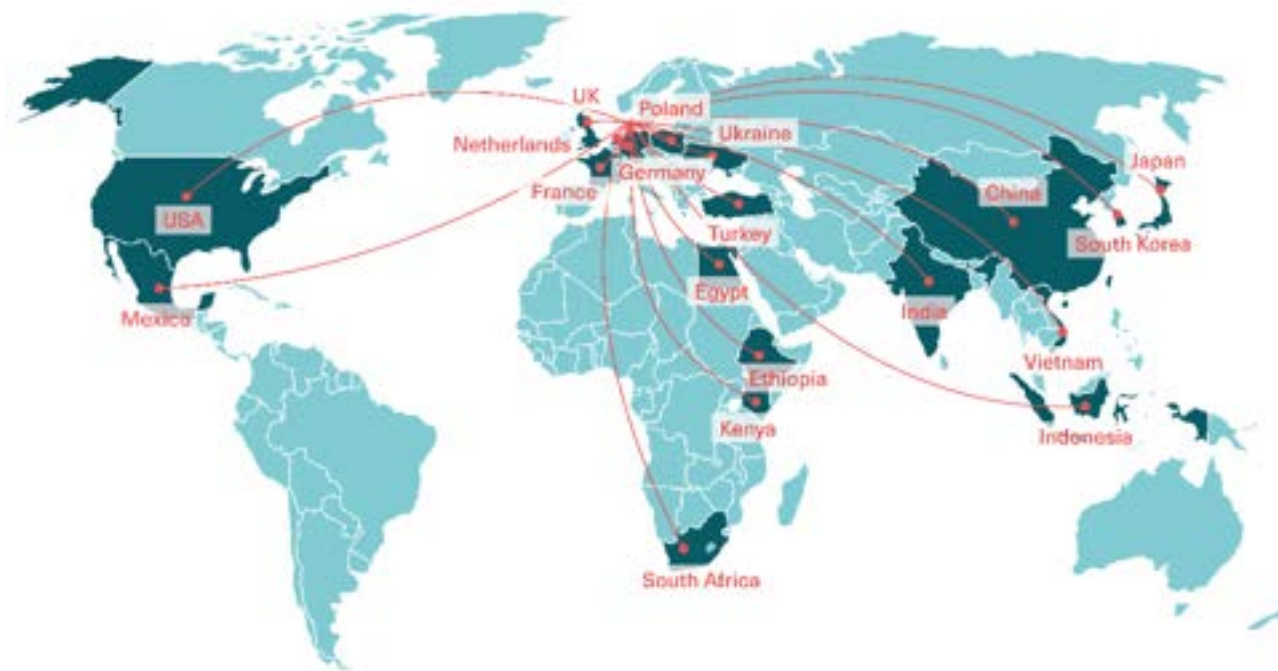 UK
Poland
Netherlands
Ukraine
France
Germany
USA
Turkey
Mexico
Egypt
Ethiopia
Kenya
South Africa
China
Japan
South Korea
India
Vietnam
Indonesia